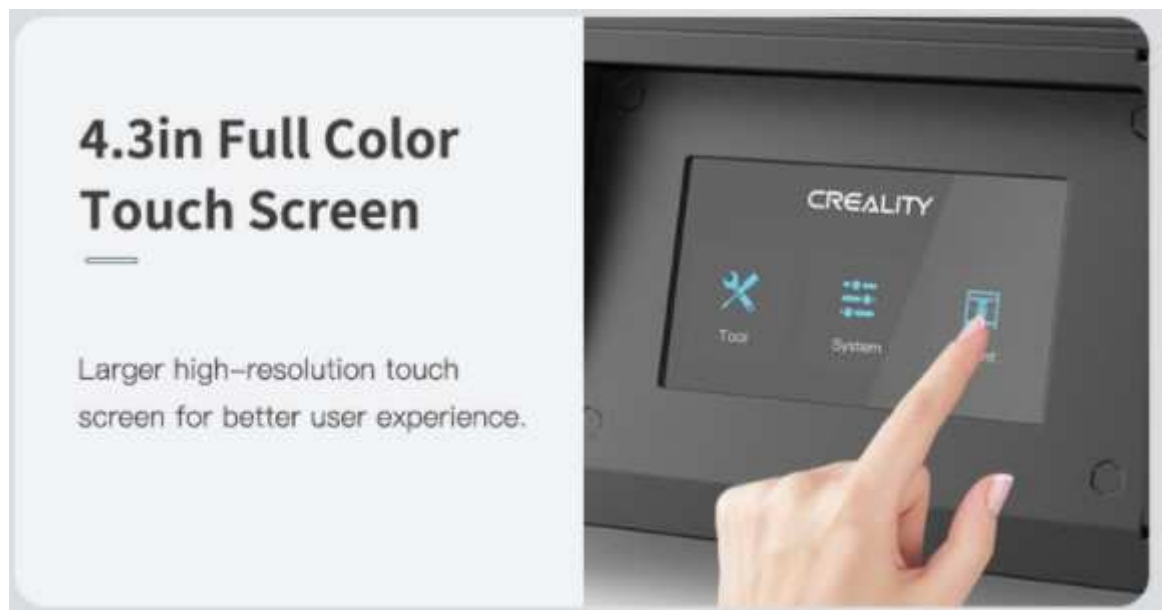 4.3in Full Color
Touch Screen
Larger high-resolution touch
screen for better user experience.
CREALITY
Tool
System